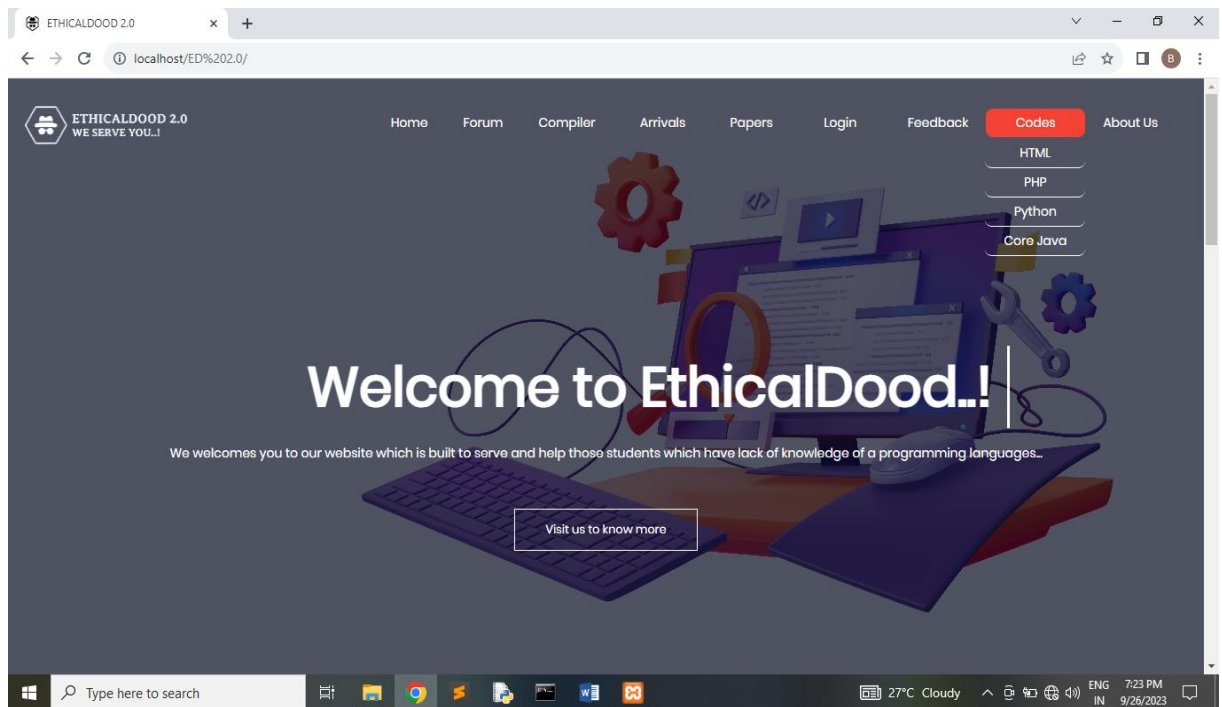 ETHICALDOOD 2.0
localhost/ED%202.0/
B
ETHICALDOOD 2.0
WE SERVE YOU..!
Home Forum Compiler Arrivals Papers Login Feedback Codes About Us
HTML
PHP
Python
Core Java
</>
Welcome to EthicalDood..!
We welcomes you to our website which is built to serve and help those students which have lack of knowledge of a programming languages...
Visit us to know more
Type here to search
27°C Cloudy
ENG 7:23 PM
IN 9/26/2023